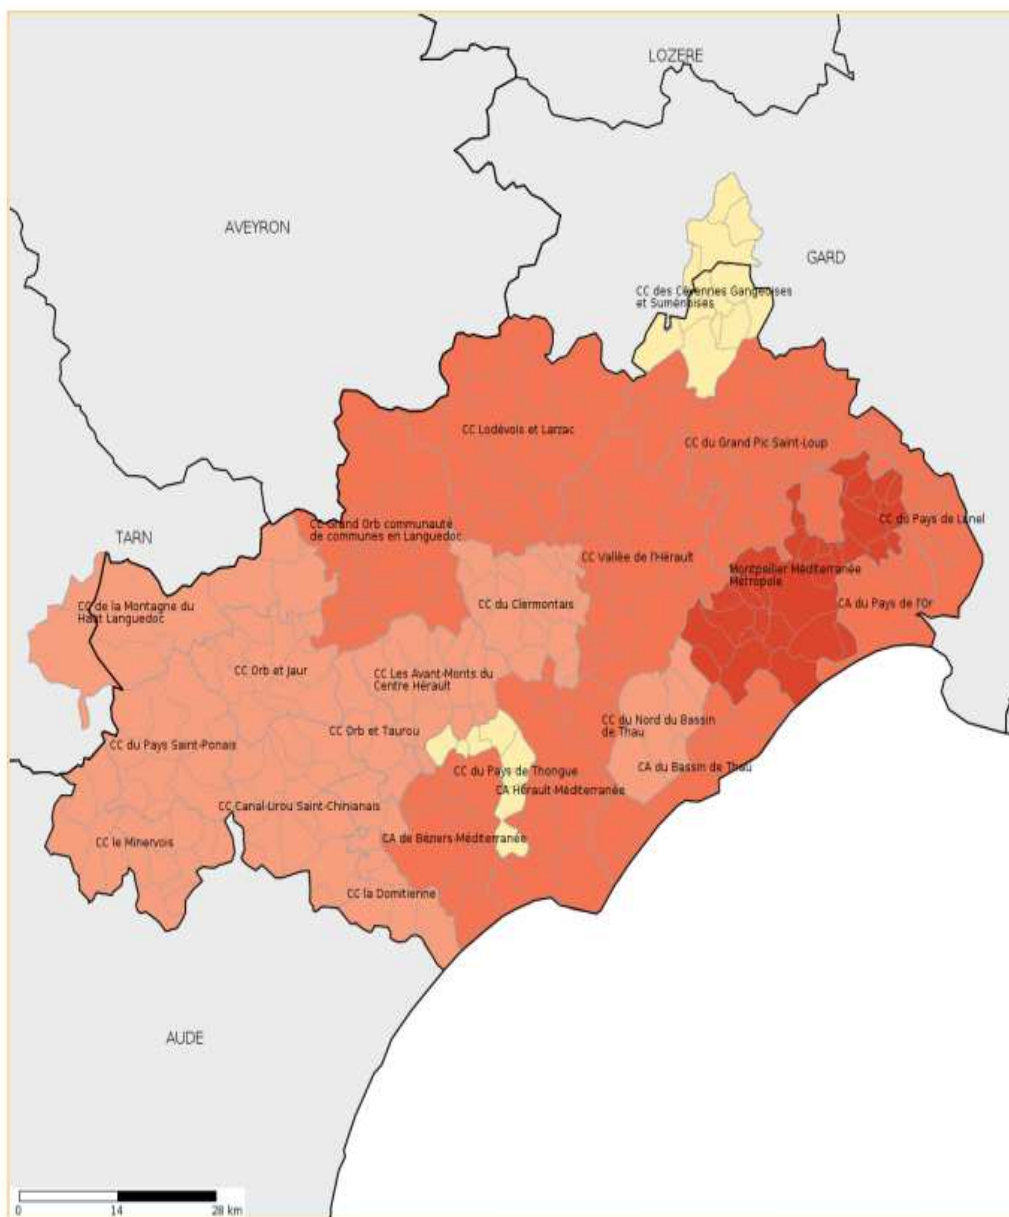 LOZERE
AVEYRON
GARD
CC des Cévennes Gangeoises
et Suménoises
CC Lodévois et Larzac
CC du Grand Pic Saint-Loup
CC Grand Orb communauté
de communes en Languedoc
CC du Pays de Lunel
TARN
CC Vallée de l'Hérault
Montpellier Méditerranée
Métropole
CC de la Montagne du
Haut Languedoc
CC du Clermontais
CA du Pays de l'Or
CC Orb et Jaur
CC Les Avant-Monts du
Centre Hérault
CC du Nord du Bassin
de Thau
CC Orb et Taurou
CC du Pays Saint-Ponais
CC du Pays de Thongue
CA du Bassin de Thau
CA Hérault-Méditerranée
CC Canal-Lirou Saint-Chinianais
CC le Minervois
CA de Béziers-Méditerranée
CC la Domitienne
AUDE
0 14 28 km